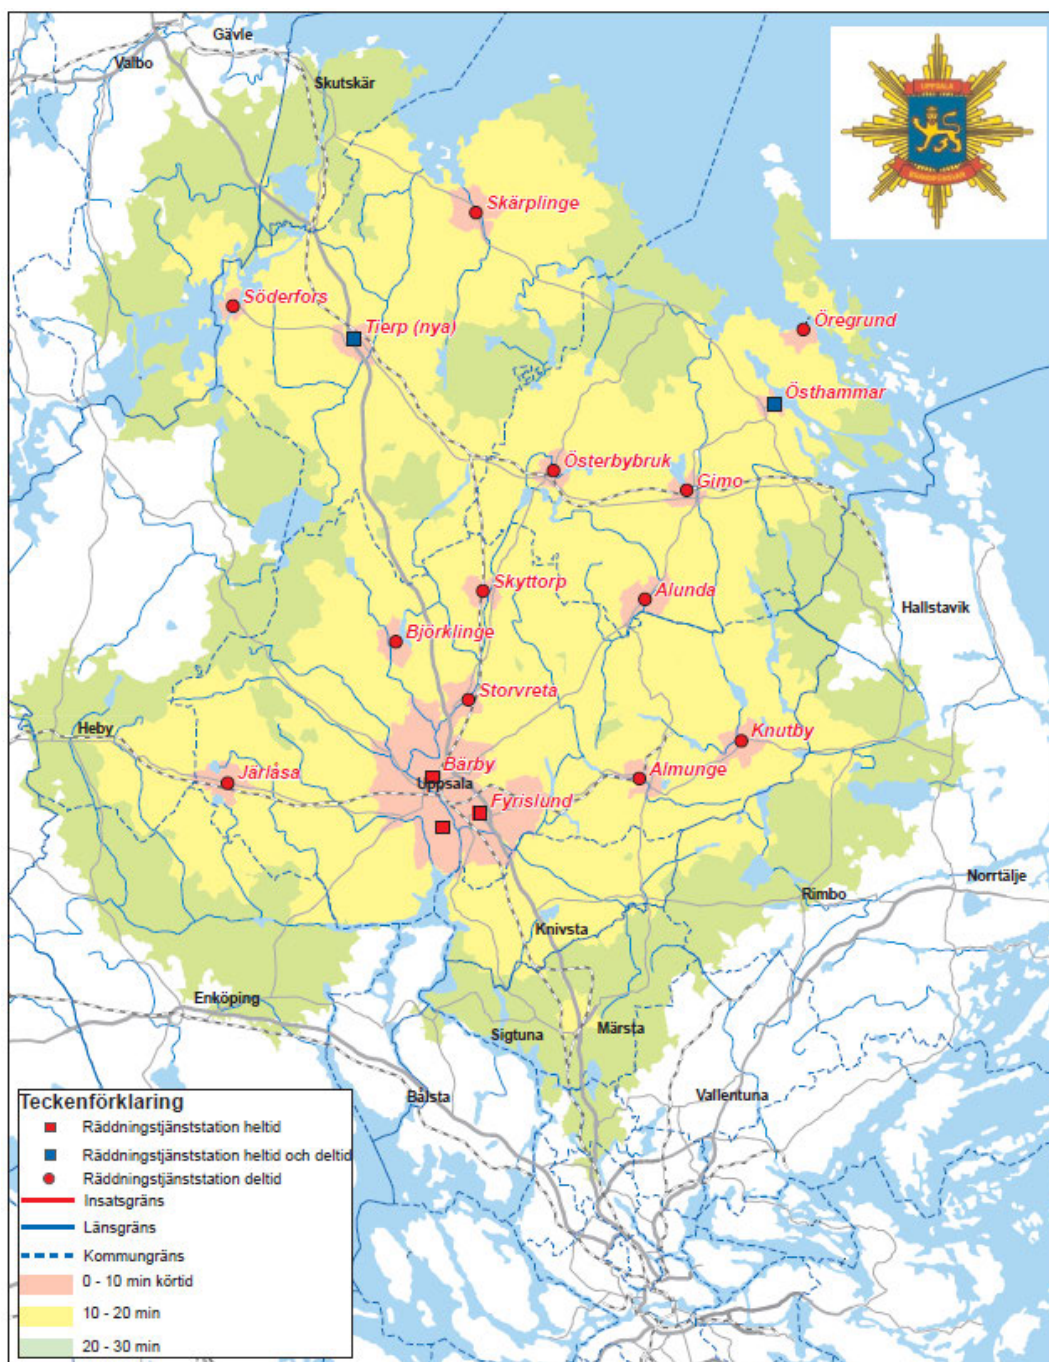 Gävle
Valbo
Skutskär
UPPSALA
BRANDFÖRSVAR
Skärplinge
Söderfors
Tierp (nya)
Öregrund
Östhammar
Österbybruk
Gimo
Skyttorp
Alunda
Hallstavik
Björklinge
Storvreta
Heby
Knutby
Järlåsa
Bärby
Uppsala
Almunge
Fyrislund
Norrtälje
Rimbo
Knivsta
Enköping
Sigtuna
Märsta
Bålsta
Vallentuna
Teckenförklaring
Räddningstjänststation heltid
Räddningstjänststation heltid och deltid
Räddningstjänststation deltid
Insatsgräns
Länsgräns
Kommungräns
0 - 10 min körtid
10 - 20 min
20 - 30 min